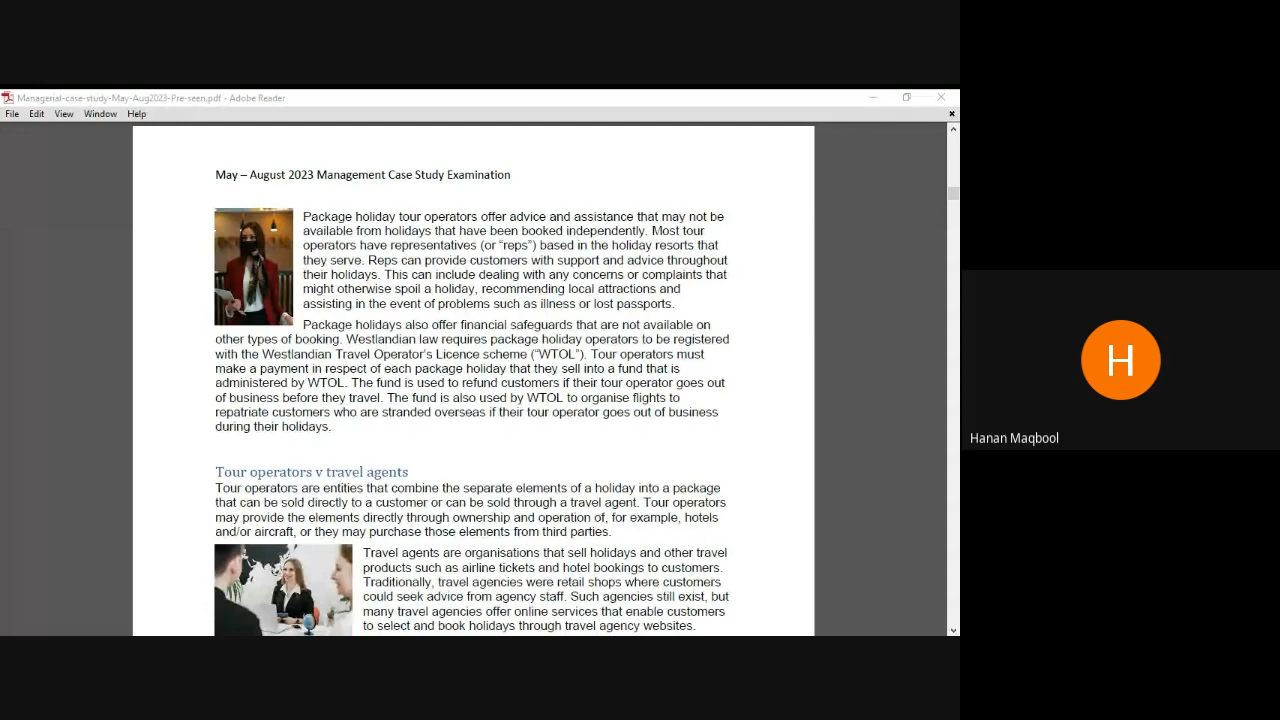 Managerial-case-study-May-Aug2023-Pre-seen.pdf - Adobe Reader
File Edit View Window Help
May – August 2023 Management Case Study Examination
Package holiday tour operators offer advice and assistance that may not be
available from holidays that have been booked independently. Most tour
operators have representatives (or “reps”) based in the holiday resorts that
they serve. Reps can provide customers with support and advice throughout
their holidays. This can include dealing with any concerns or complaints that
might otherwise spoil a holiday, recommending local attractions and
assisting in the event of problems such as illness or lost passports.
Package holidays also offer financial safeguards that are not available on
other types of booking. Westlandian law requires package holiday operators to be registered
with the Westlandian Travel Operator’s Licence scheme (“WTOL”). Tour operators must
make a payment in respect of each package holiday that they sell into a fund that is
administered by WTOL. The fund is used to refund customers if their tour operator goes out
of business before they travel. The fund is also used by WTOL to organise flights to
repatriate customers who are stranded overseas if their tour operator goes out of business
during their holidays.
Tour operators v travel agents
Tour operators are entities that combine the separate elements of a holiday into a package
that can be sold directly to a customer or can be sold through a travel agent. Tour operators
may provide the elements directly through ownership and operation of, for example, hotels
and/or aircraft, or they may purchase those elements from third parties.
Travel agents are organisations that sell holidays and other travel
products such as airline tickets and hotel bookings to customers.
Traditionally, travel agencies were retail shops where customers
could seek advice from agency staff. Such agencies still exist, but
many travel agencies offer online services that enable customers
to select and book holidays through travel agency websites.
H
Hanan Maqbool